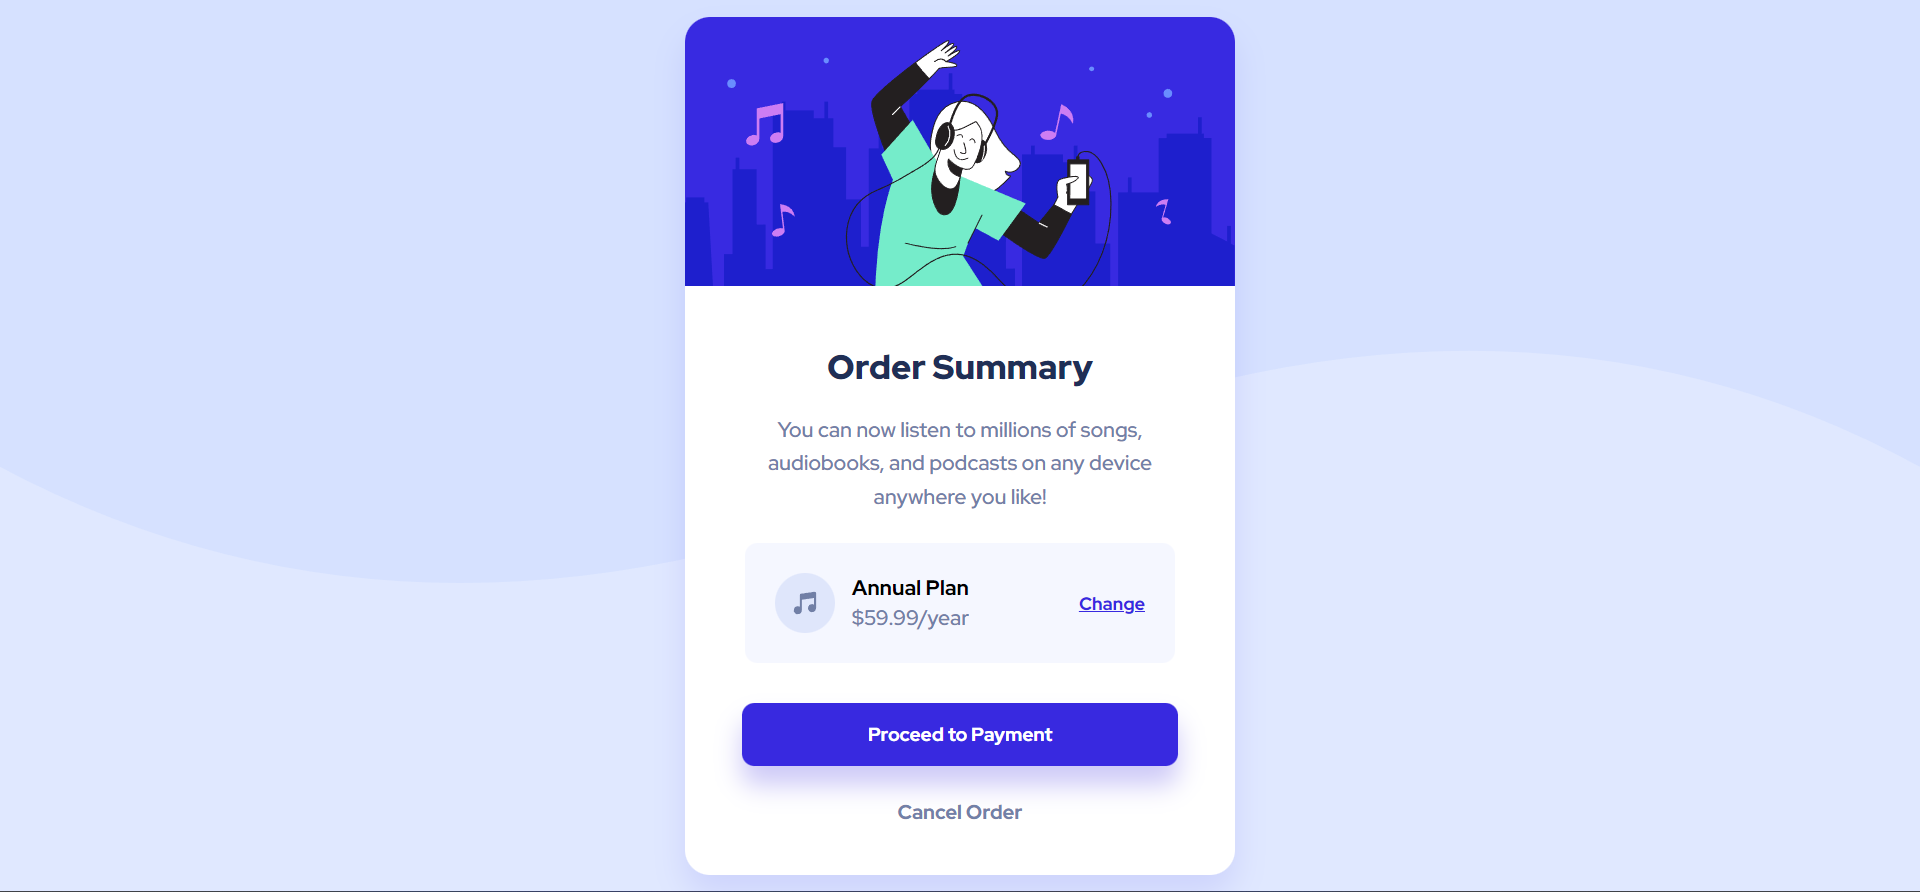 Order Summary
You can now listen to millions of songs,
audiobooks, and podcasts on any device
anywhere you like!
Annual Plan
$59.99/year
Change
Proceed to Payment
Cancel Order